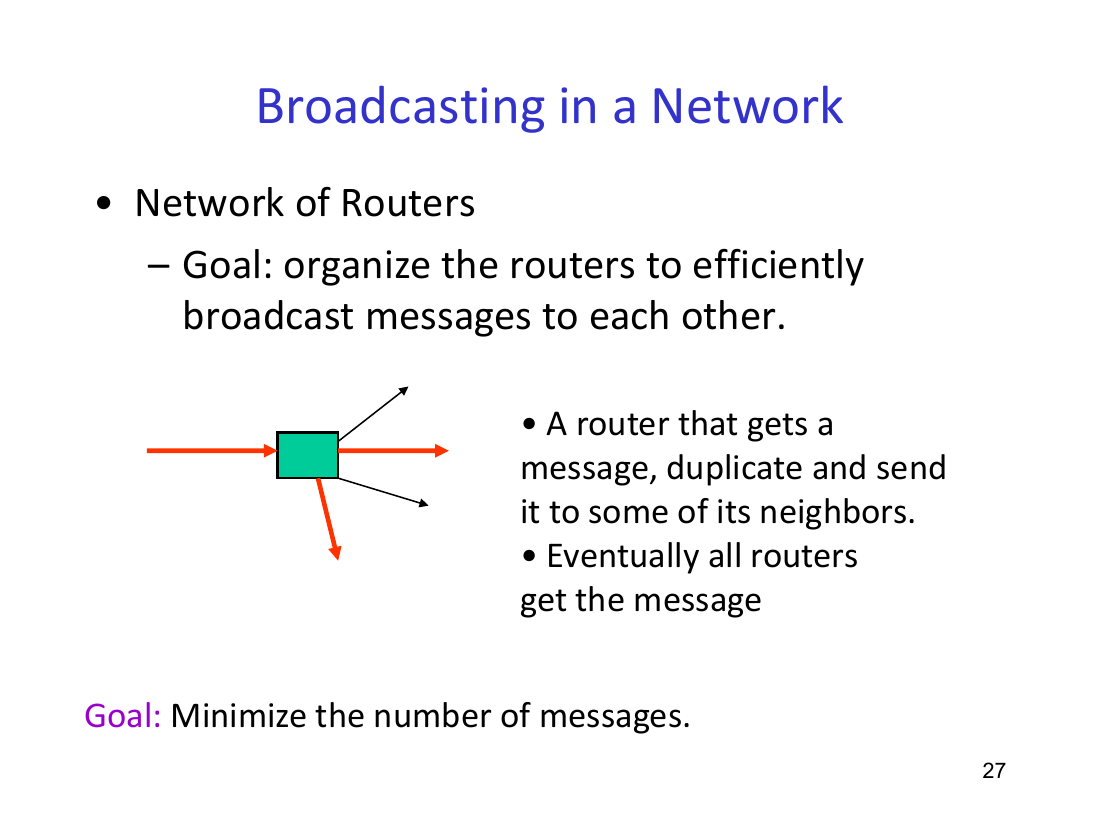 Broadcasting in a Network
• Network of Routers
– Goal: organize the routers to efficiently
broadcast messages to each other.
• A router that gets a
message, duplicate and send
it to some of its neighbors.
• Eventually all routers
get the message
Goal: Minimize the number of messages.
27